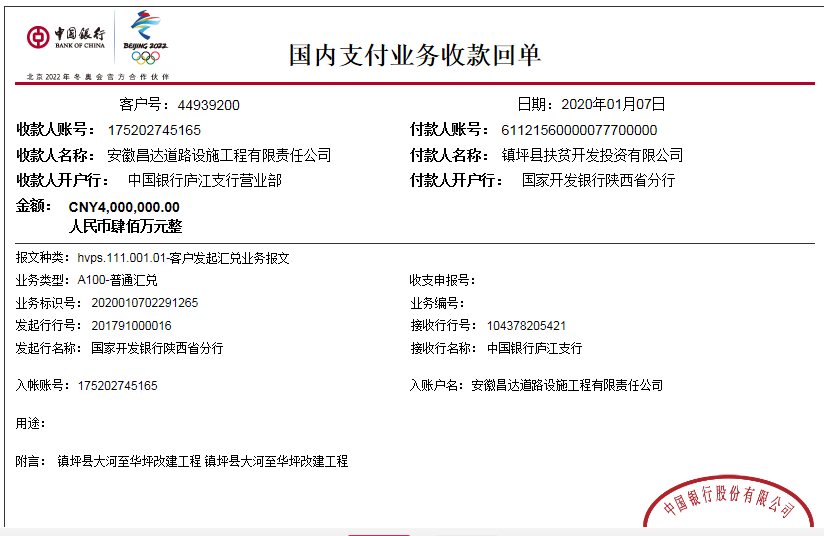 中国银行
BANK OF CHINA
BEIJING 2022
北京2022年冬奥会官方合作伙伴
国内支付业务收款回单
客户号：44939200 日期：2020年01月07日
收款人账号：175202745165 付款人账号：61121560000077700000
收款人名称：安徽昌达道路设施工程有限责任公司 付款人名称：镇坪县扶贫开发投资有限公司
收款人开户行：中国银行庐江支行营业部 付款人开户行：国家开发银行陕西省分行
金额：CNY4,000,000.00
人民币肆佰万元整
报文种类：hvps.111.001.01-客户发起汇兑业务报文
业务类型：A100-普通汇兑 收支申报号：
业务标识号：2020010702291265 业务编号：
发起行行号：201791000016 接收行行号：104378205421
发起行名称：国家开发银行陕西省分行 接收行名称：中国银行庐江支行
入帐账号：175202745165 入账户名：安徽昌达道路设施工程有限责任公司
用途：
附言：镇坪县大河至华坪改建工程 镇坪县大河至华坪改建工程
中国银行股份有限公司